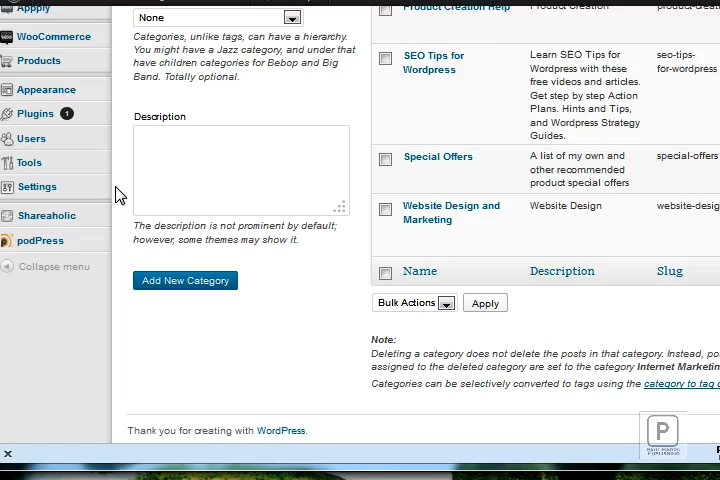 Appply
WooCommerce
Products
Appearance
Plugins 1
Users
Tools
Settings
Shareaholic
podPress
Collapse menu
None
Categories, unlike tags, can have a hierarchy.
You might have a Jazz category, and under that
have children categories for Bebop and Big
Band. Totally optional.
Description
The description is not prominent by default;
however, some themes may show it.
Add New Category
Product Creation Help Product Creation product-creati
SEO Tips for
Wordpress
Learn SEO Tips for
Wordpress with these
free videos and articles.
Get step by step Action
Plans. Hints and Tips,
and Wordpress Strategy
Guides.
seo-tips-
for-wordpress
Special Offers
A list of my own and
other recommended
product special offers
special-offers
Website Design and
Marketing
Website Design
website-desig
Name Description Slug
Bulk Actions Apply
Note:
Deleting a category does not delete the posts in that category. Instead, po
assigned to the deleted category are set to the category Internet Marketin
Categories can be selectively converted to tags using the category to tag c
Thank you for creating with WordPress.
P